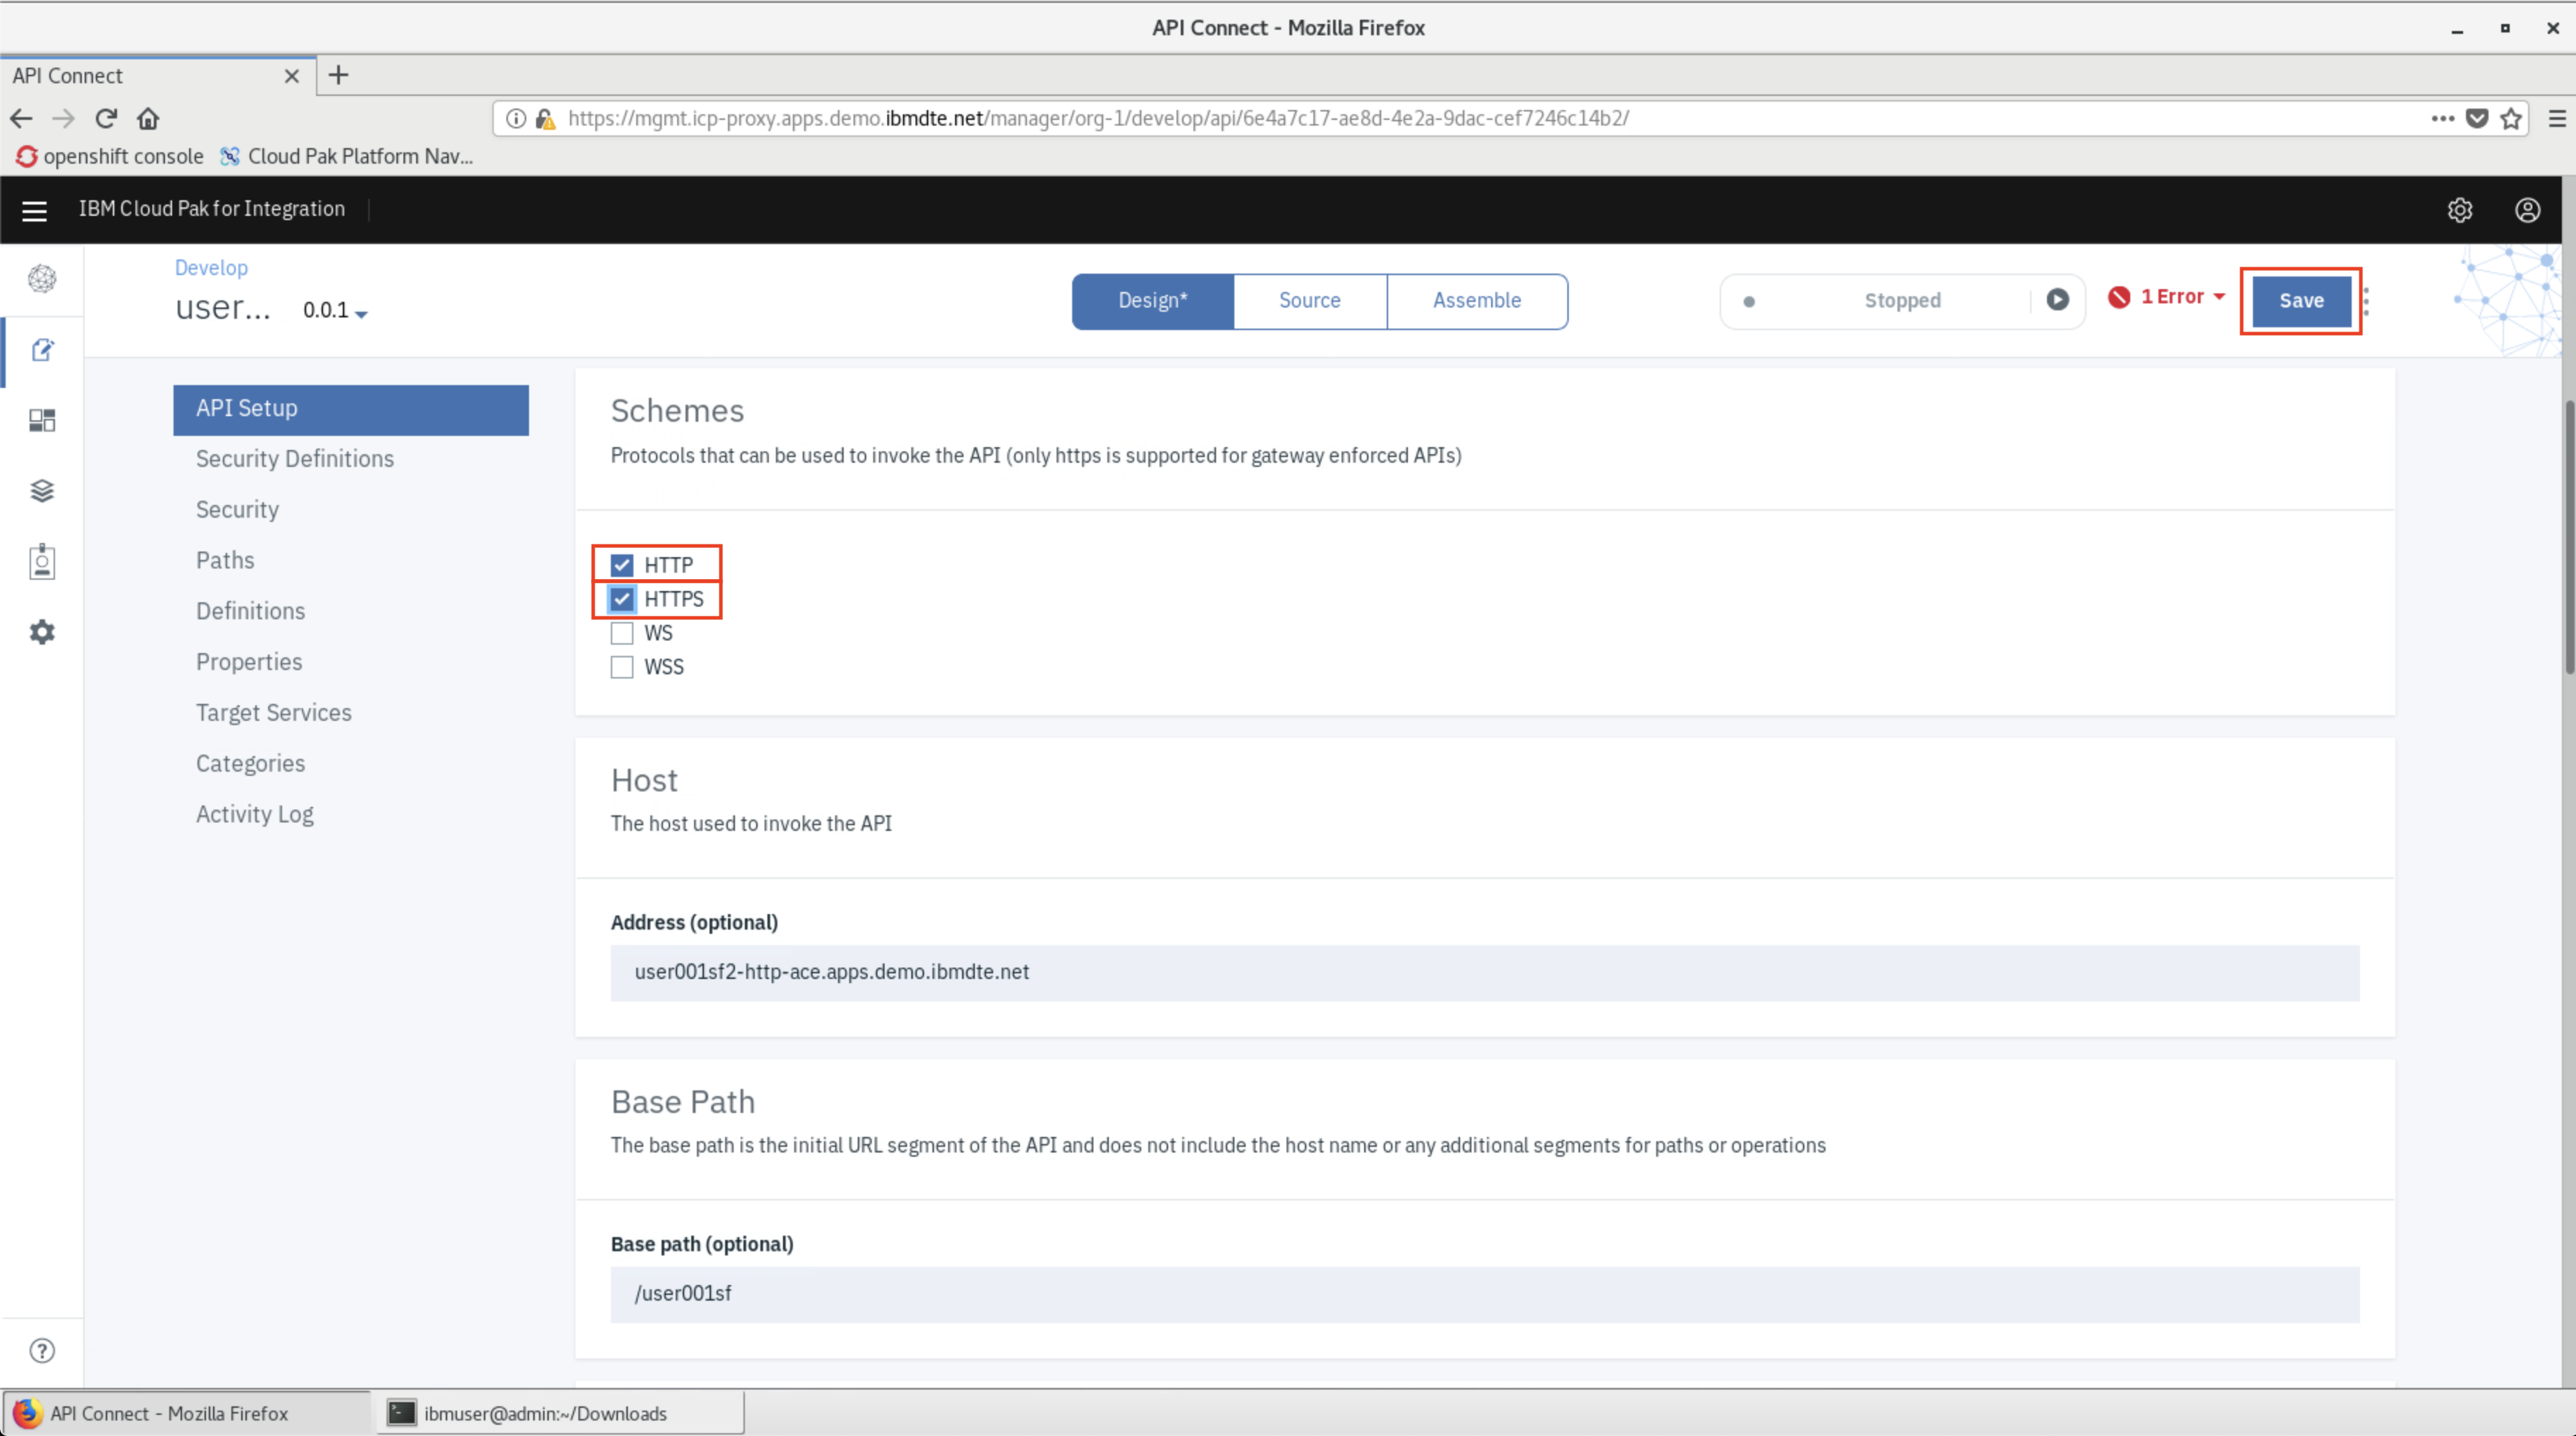 API Connect - Mozilla Firefox
API Connect
https://mgmt.icp-proxy.apps.demo.ibmdte.net/manager/org-1/develop/api/6e4a7c17-ae8d-4e2a-9dac-cef7246c14b2/
openshift console Cloud Pak Platform Nav...
IBM Cloud Pak for Integration
Develop
user... 0.0.1
Design* Source Assemble
Stopped
1 Error
Save
API Setup
Security Definitions
Security
Paths
Definitions
Properties
Target Services
Categories
Activity Log
Schemes
Protocols that can be used to invoke the API (only https is supported for gateway enforced APIs)
HTTP
HTTPS
WS
WSS
Host
The host used to invoke the API
Address (optional)
user001sf2-http-ace.apps.demo.ibmdte.net
Base Path
The base path is the initial URL segment of the API and does not include the host name or any additional segments for paths or operations
Base path (optional)
/user001sf
API Connect - Mozilla Firefox
ibmuser@admin:~/Downloads